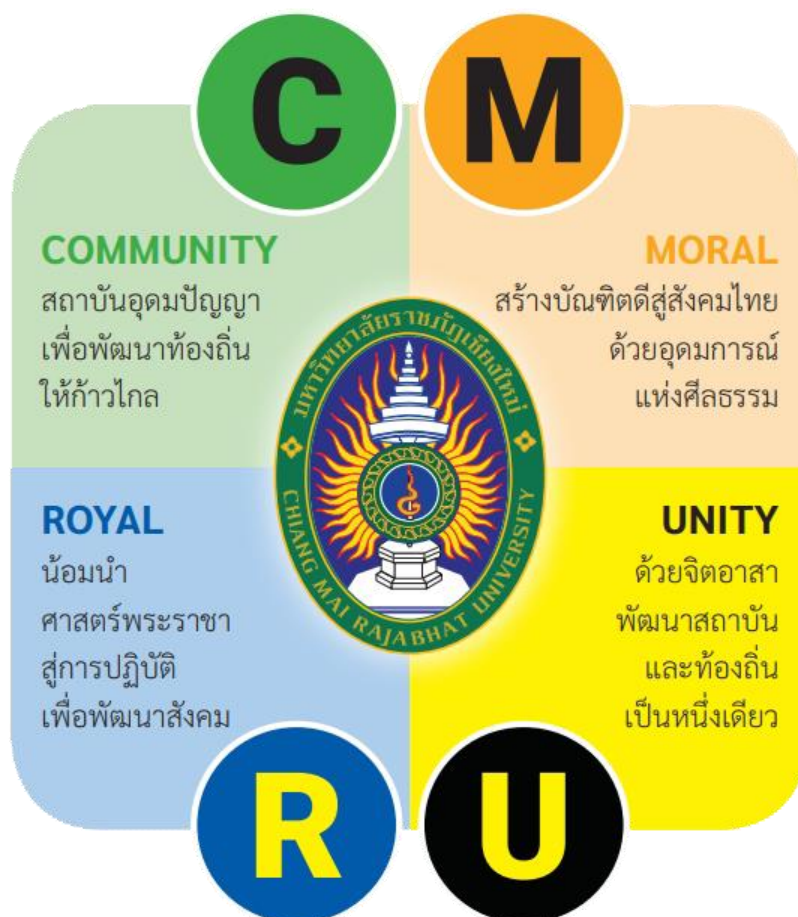 C
M
COMMUNITY
สถาบันอุดมปัญญา
เพื่อพัฒนาท้องถิ่น
ให้ก้าวไกล
MORAL
สร้างบัณฑิตดีสู่สังคมไทย
ด้วยอุดมการณ์
แห่งศีลธรรม
มหาวิทยาลัยราชภัฏเชียงใหม่
CHIANG MAI RAJABHAT UNIVERSITY
ROYAL
น้อมนำ
ศาสตร์พระราชา
สู่การปฏิบัติ
เพื่อพัฒนาสังคม
UNITY
ด้วยจิตอาสา
พัฒนาสถาบัน
และท้องถิ่น
เป็นหนึ่งเดียว
R
U